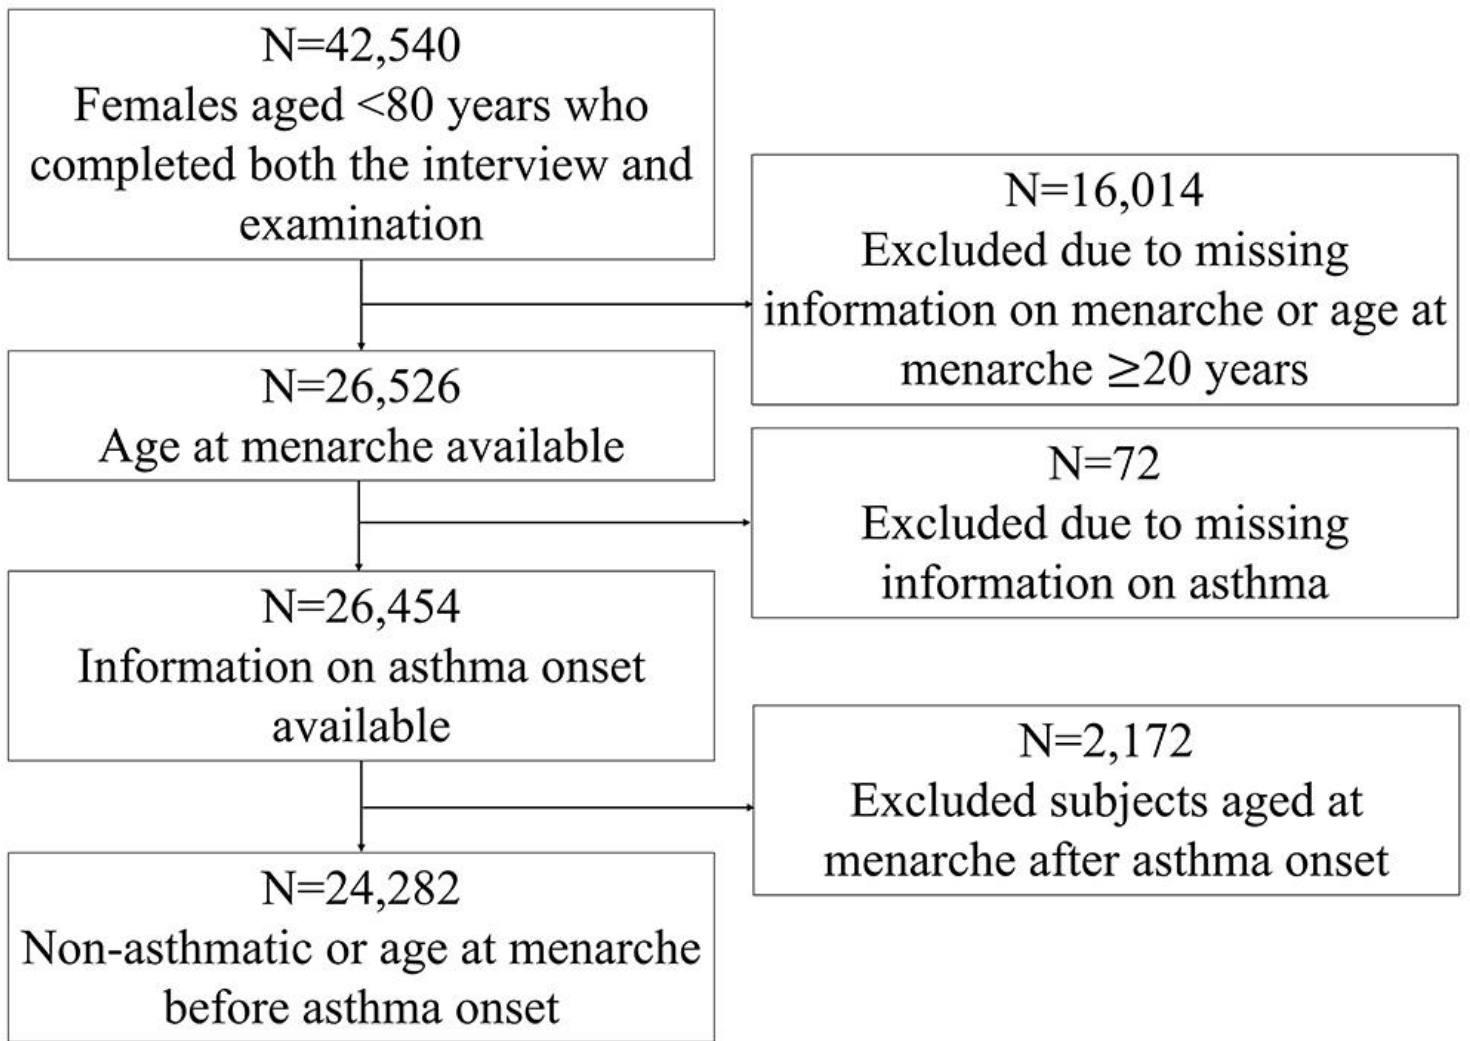 N=42,540
Females aged <80 years who
completed both the interview and
examination
N=16,014
Excluded due to missing
information on menarche or age at
menarche ≥20 years
N=26,526
Age at menarche available
N=72
Excluded due to missing
information on asthma
N=26,454
Information on asthma onset
available
N=2,172
Excluded subjects aged at
menarche after asthma onset
N=24,282
Non-asthmatic or age at menarche
before asthma onset